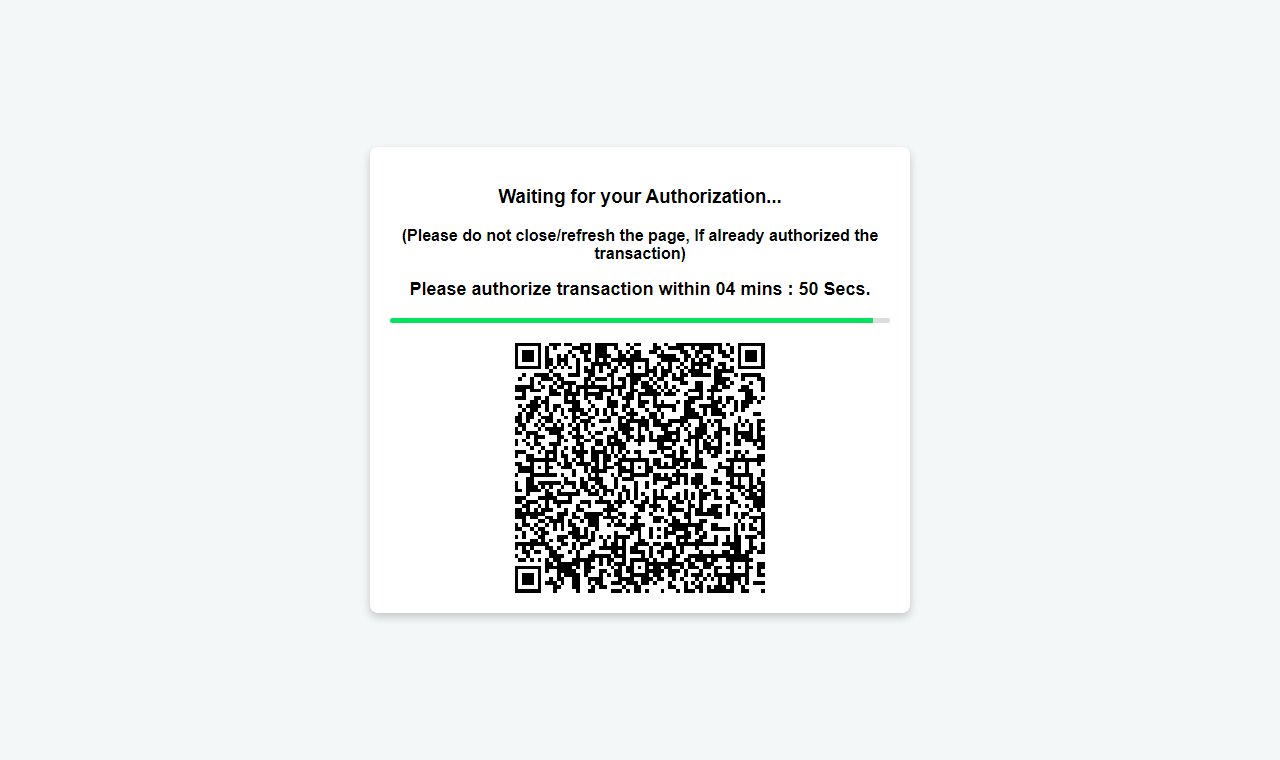 Waiting for your Authorization...
(Please do not close/refresh the page, If already authorized the
transaction)
Please authorize transaction within 04 mins : 50 Secs.